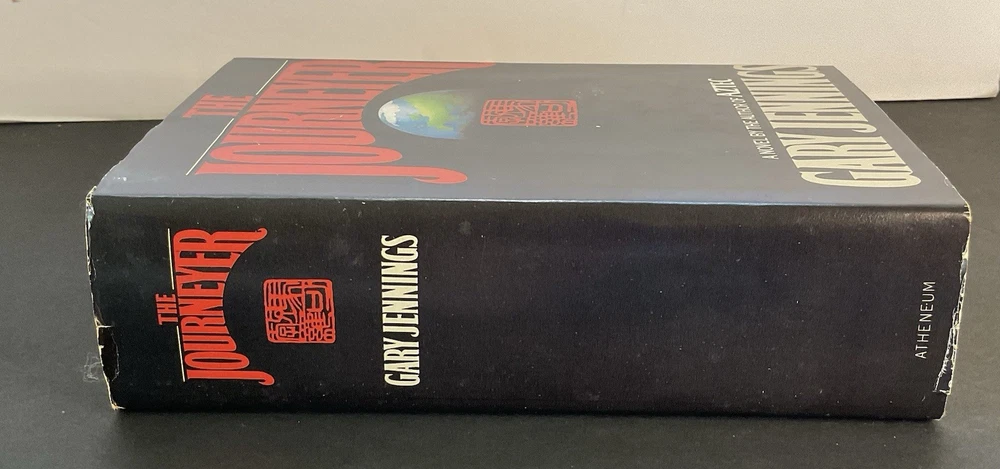 THE
JOURNEYER
A NOVEL BY THE AUTHOR OF AZTEC
GARY JENNINGS
THE
JOURNEYER
GARY JENNINGS
ATHENEUM